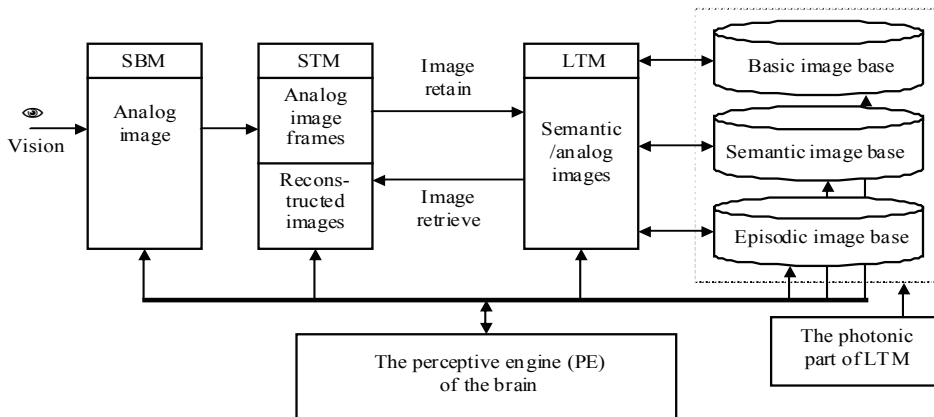 SBM
Analog
image
Vision
STM
Analog
image
frames
Recons-
tructed
images
Image
retain
Image
retrieve
LTM
Semantic
/analog
images
Basic image base
Semantic image base
Episodic image base
The photonic
part of LTM
The perceptive engine (PE)
of the brain